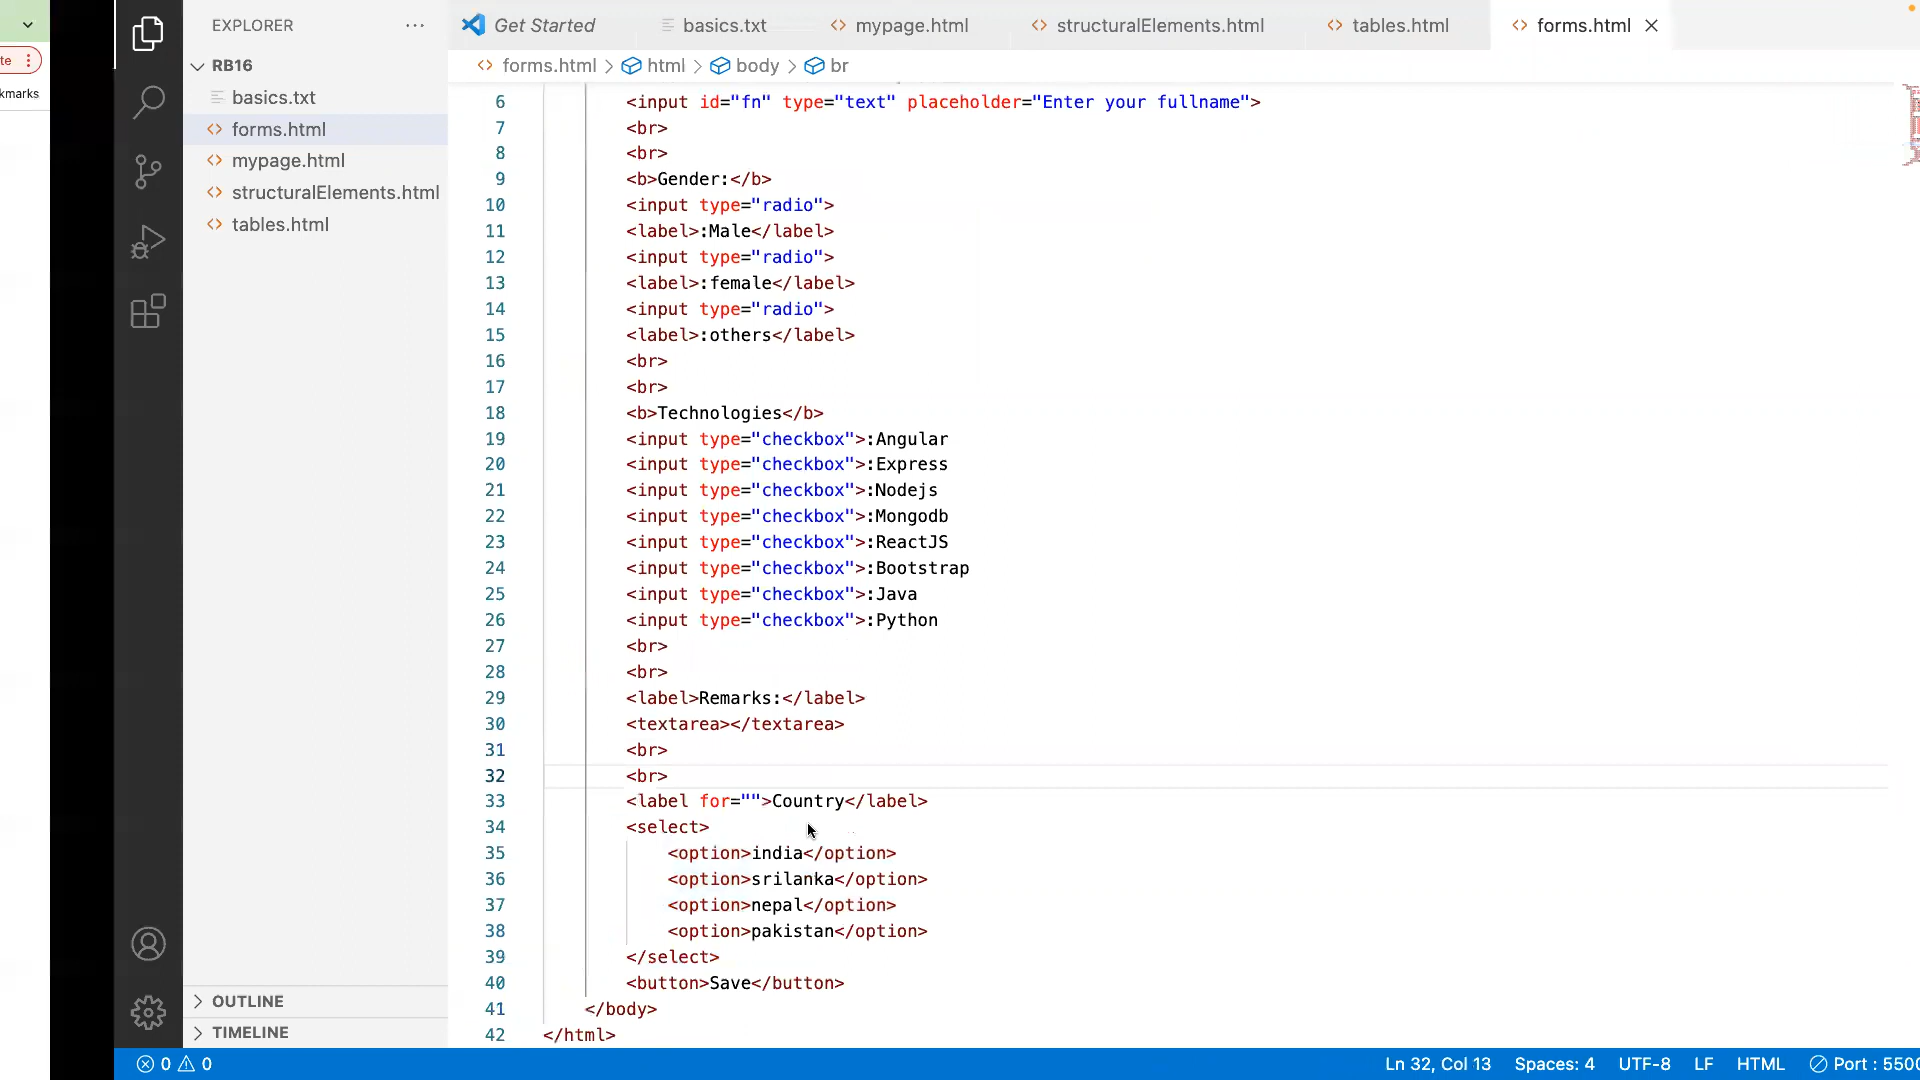 te
kmarks
EXPLORER
RB16
basics.txt
forms.html
mypage.html
structuralElements.html
tables.html
OUTLINE
TIMELINE
Get Started
basics.txt
mypage.html
structuralElements.html
tables.html
forms.html
forms.html > html > body > br
6 <input id="fn" type="text" placeholder="Enter your fullname">
7 <br>
8 <br>
9 <b>Gender:</b>
10 <input type="radio">
11 <label>:Male</label>
12 <input type="radio">
13 <label>:female</label>
14 <input type="radio">
15 <label>:others</label>
16 <br>
17 <br>
18 <b>Technologies</b>
19 <input type="checkbox">:Angular
20 <input type="checkbox">:Express
21 <input type="checkbox">:Nodejs
22 <input type="checkbox">:Mongodb
23 <input type="checkbox">:ReactJS
24 <input type="checkbox">:Bootstrap
25 <input type="checkbox">:Java
26 <input type="checkbox">:Python
27 <br>
28 <br>
29 <label>Remarks:</label>
30 <textarea></textarea>
31 <br>
32 <br>
33 <label for="">Country</label>
34 <select>
35 <option>india</option>
36 <option>srilanka</option>
37 <option>nepal</option>
38 <option>pakistan</option>
39 </select>
40 <button>Save</button>
41 </body>
42 </html>
0 0
Ln 32, Col 13
Spaces: 4
UTF-8
LF
HTML
Port : 5500